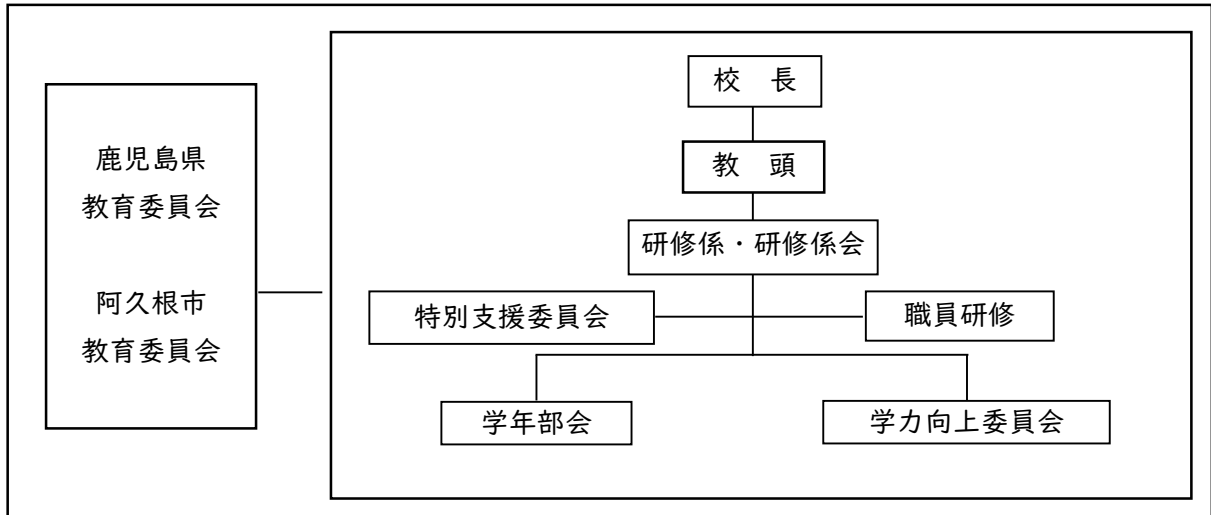 校　長
教　頭
研修係・研修係会
特別支援委員会
職員研修
学年部会
学力向上委員会
鹿児島県
教育委員会
阿久根市
教育委員会